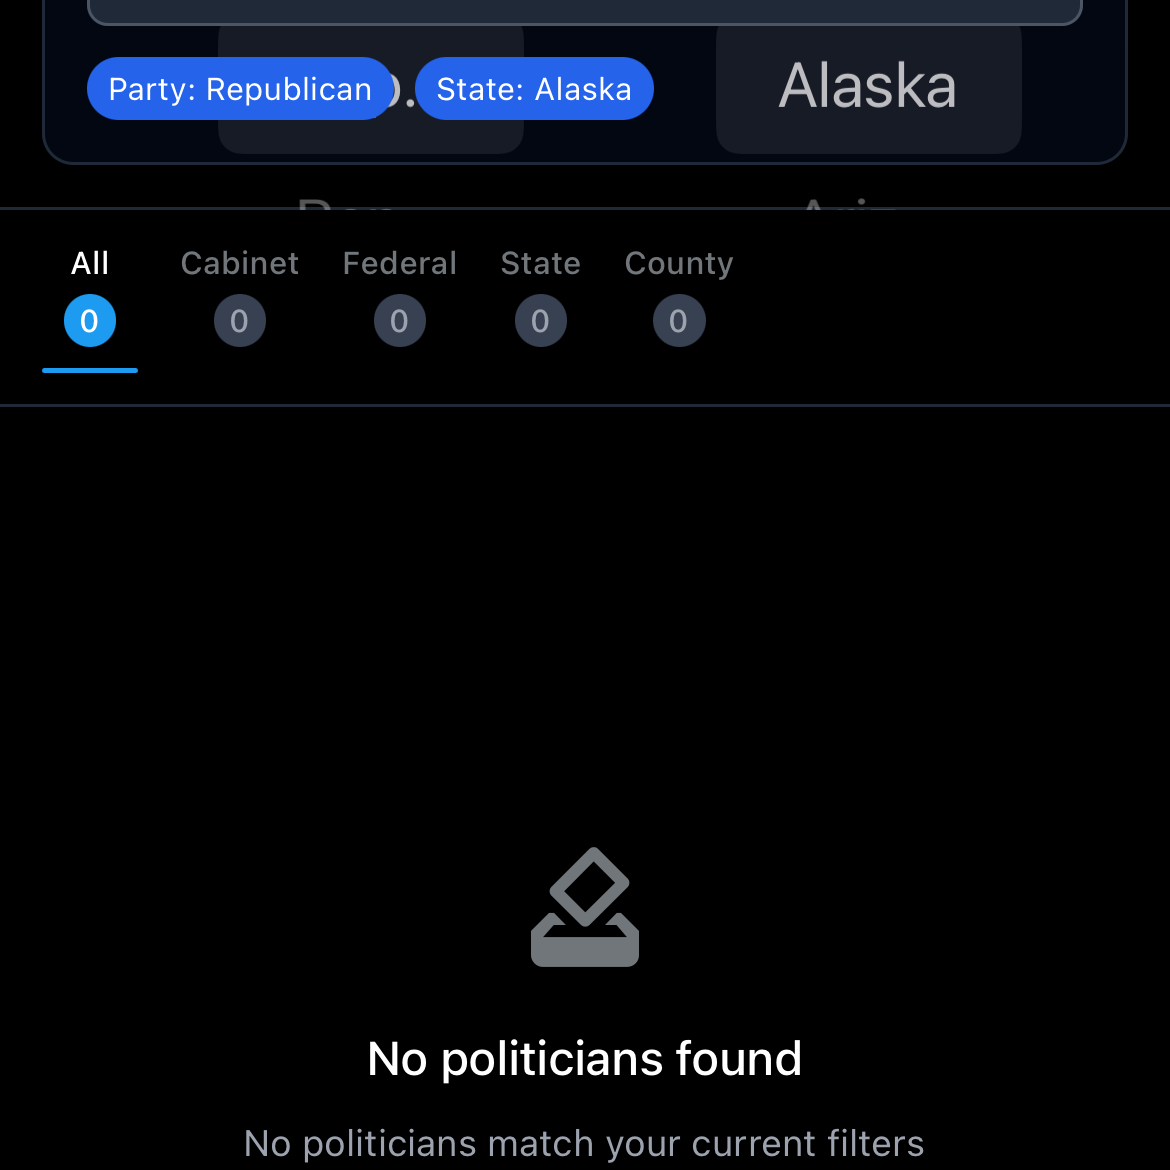 Party: Republican
State: Alaska
Alaska
All
Cabinet
Federal
State
County
0
0
0
0
0
No politicians found
No politicians match your current filters